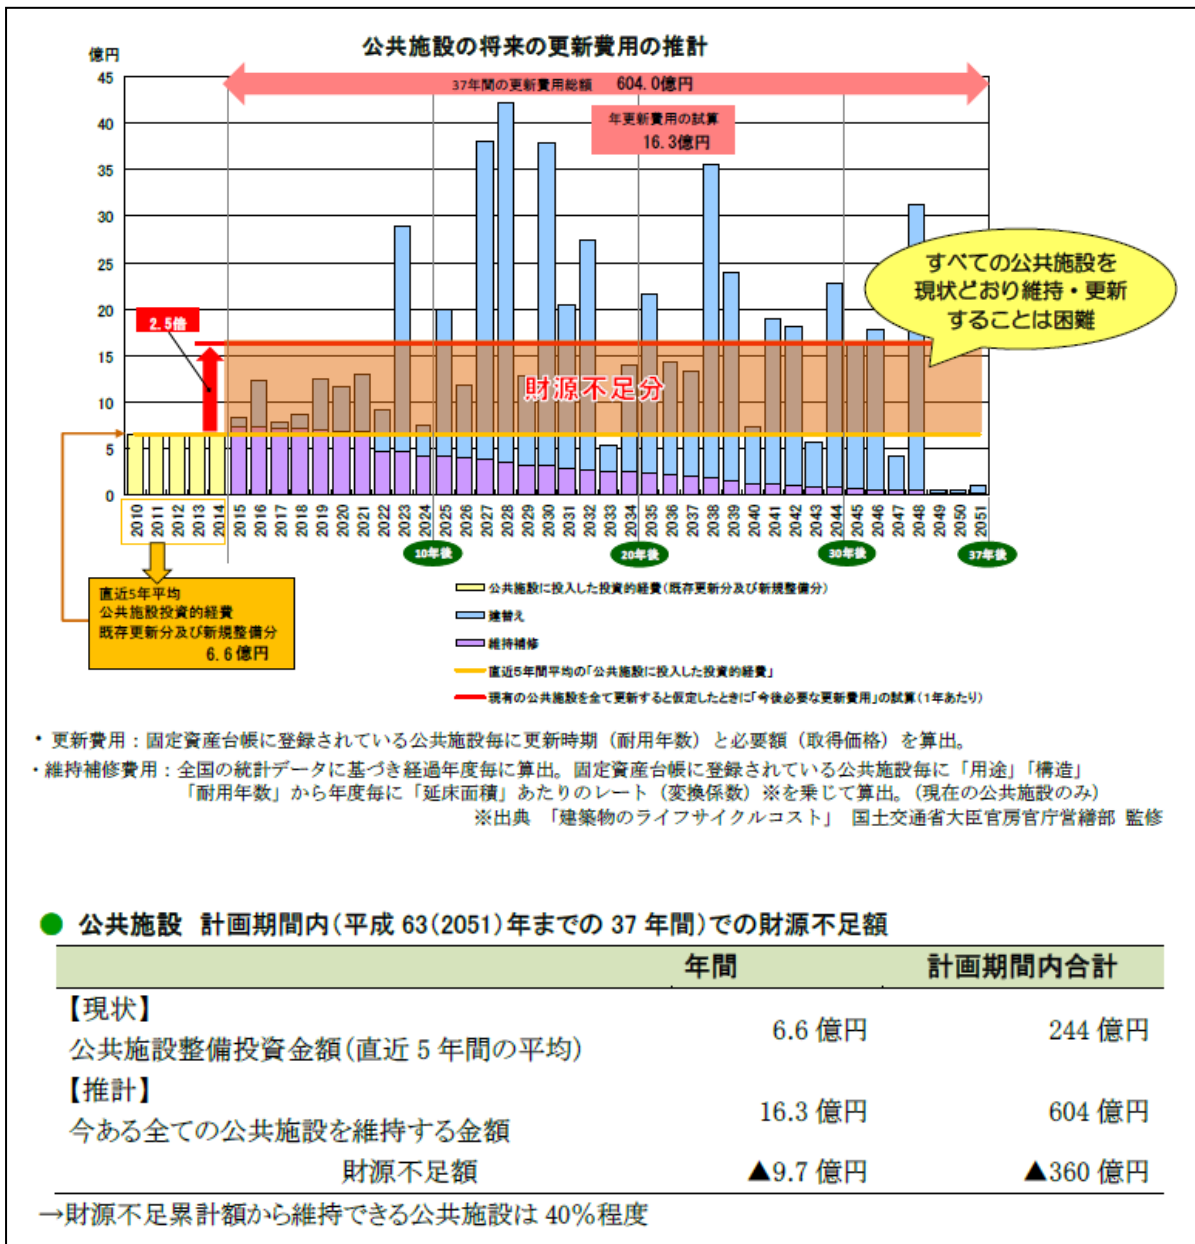 公共施設の将来の更新費用の推計
億円
37年間の更新費用総額 604.0億円
年更新費用の試算
16.3億円
45
40
35
30
25
20
15
10
5
0
2.5倍
すべての公共施設を
現状どおり維持・更新
することは困難
財源不足分
2010 2011 2012 2013 2014 2015 2016 2017 2018 2019 2020 2021 2022 2023 2024 2025 2026 2027 2028 2029 2030 2031 2032 2033 2034 2035 2036 2037 2038 2039 2040 2041 2042 2043 2044 2045 2046 2047 2048 2049 2050 2051
10年後 20年後 30年後 37年後
直近5年平均
公共施設投資的経費
既存更新分及び新規整備分
6.6億円
公共施設に投入した投資的経費(既存更新分及び新規整備分)
建替え
維持補修
直近5年間平均の「公共施設に投入した投資的経費」
現有の公共施設を全て更新すると仮定したときに「今後必要な更新費用」の試算(1年あたり)
・更新費用：固定資産台帳に登録されている公共施設毎に更新時期（耐用年数）と必要額（取得価格）を算出。
・維持補修費用：全国の統計データに基づき経過年度毎に算出。固定資産台帳に登録されている公共施設毎に「用途」「構造」
「耐用年数」から年度毎に「延床面積」あたりのレート（変換係数）※を乗じて算出。（現在の公共施設のみ）
※出典 「建築物のライフサイクルコスト」 国土交通省大臣官房官庁営繕部 監修
● 公共施設 計画期間内(平成 63(2051)年までの 37 年間)での財源不足額
年間 計画期間内合計
【現状】
公共施設整備投資金額(直近 5 年間の平均) 6.6 億円 244 億円
【推計】
今ある全ての公共施設を維持する金額 16.3 億円 604 億円
財源不足額 ▲9.7 億円 ▲360 億円
→財源不足累計額から維持できる公共施設は 40％程度